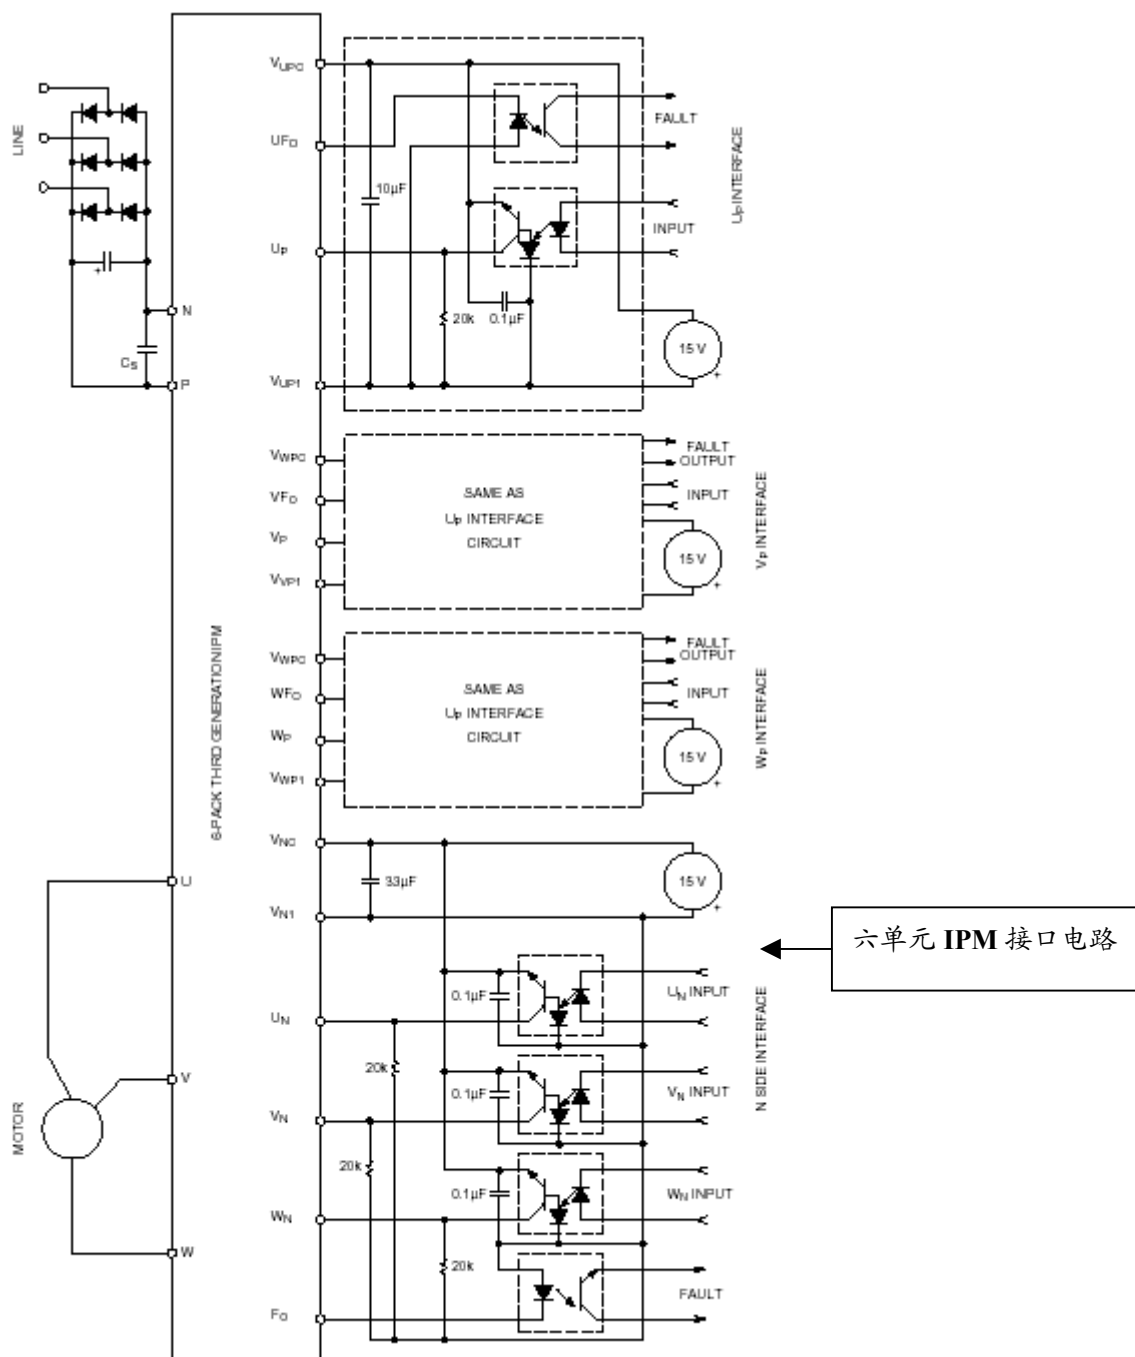 LINE
N
CS
P
6-PACK THIRD GENERATION IPM
U
V
W
MOTOR
VUPC
UFO
UP
VUP1
10µF
20k
0.1µF
FAULT
INPUT
15 V
+
+
UP INTERFACE
VWPC
VFO
VP
VVP1
SAME AS
UP INTERFACE
CIRCUIT
FAULT
OUTPUT
INPUT
15 V
+
VP INTERFACE
VWPC
WFO
WP
VWP1
SAME AS
UP INTERFACE
CIRCUIT
FAULT
OUTPUT
INPUT
15 V
+
WP INTERFACE
VNC
33µF
15 V
+
VN1
六单元 IPM 接口电路
0.1µF
UN INPUT
UN
20k
0.1µF
VN INPUT
VN
20k
0.1µF
WN INPUT
WN
20k
FAULT
FO
N SIDE INTERFACE